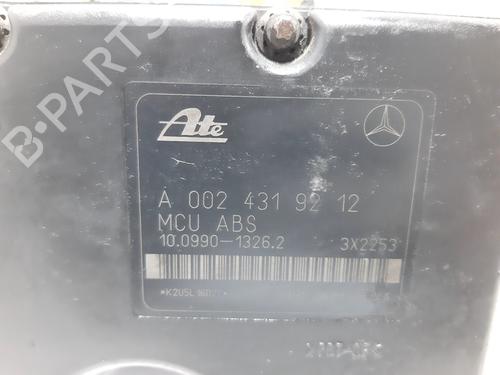 B-PARTS
Ate
A 002 431 92 12
MCU ABS
10.0990-1326.2 3X2253